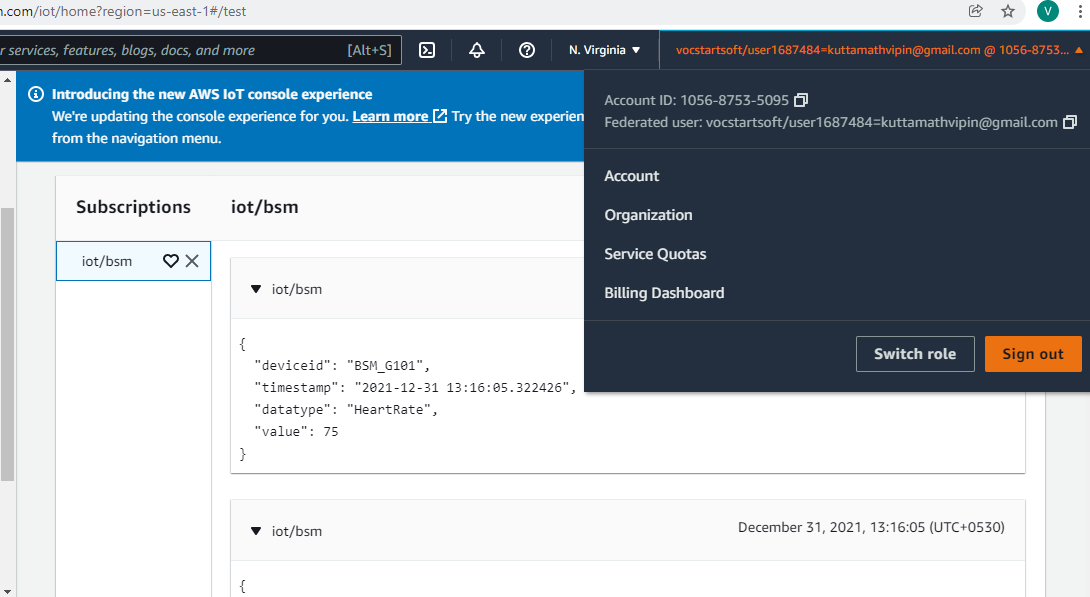 n.com/iot/home?region=us-east-1#/test
V
r services, features, blogs, docs, and more [Alt+S]
N. Virginia ▼
vocstartsoft/user1687484=kuttamathvipin@gmail.com @ 1056-8753... ▲
Introducing the new AWS IoT console experience
We're updating the console experience for you. Learn more Try the new experien
from the navigation menu.
Account ID: 1056-8753-5095
Federated user: vocstartsoft/user1687484=kuttamathvipin@gmail.com
Account
Organization
Service Quotas
Billing Dashboard
Switch role
Sign out
Subscriptions
iot/bsm
iot/bsm
▼ iot/bsm
{
"deviceid": "BSM_G101",
"timestamp": "2021-12-31 13:16:05.322426",
"datatype": "HeartRate",
"value": 75
}
▼ iot/bsm
December 31, 2021, 13:16:05 (UTC+0530)
{